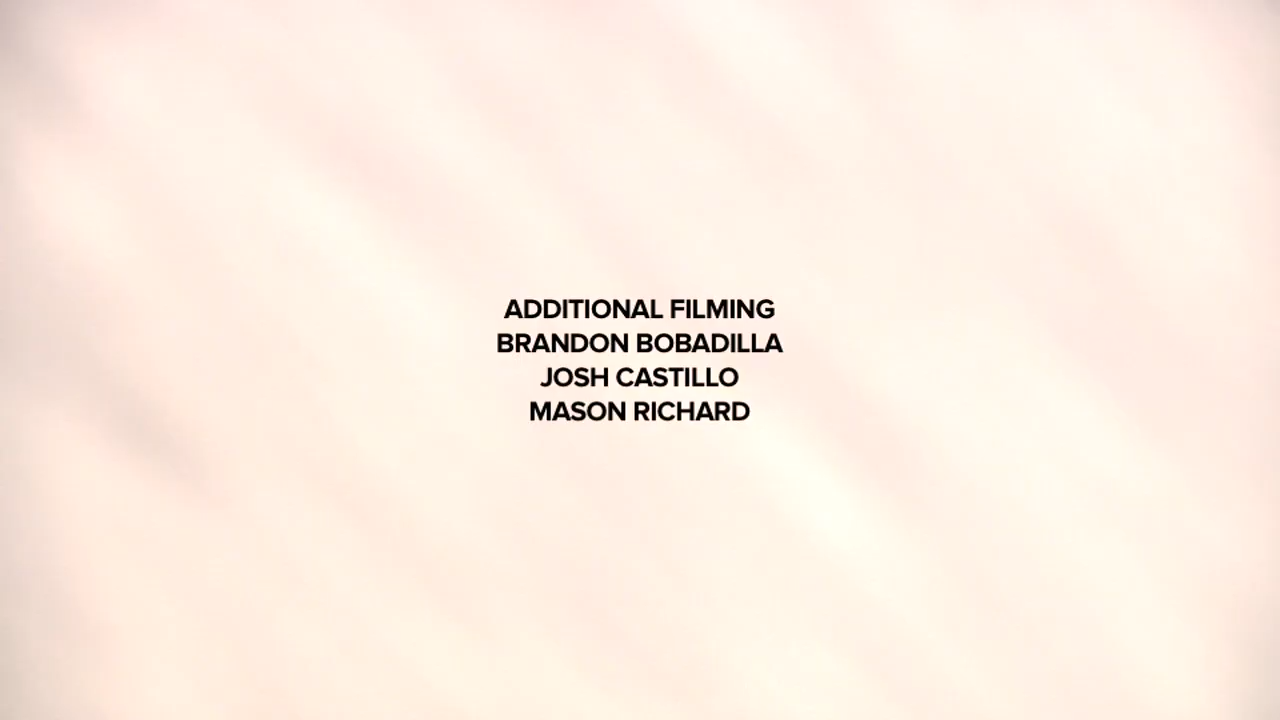 ADDITIONAL FILMING
BRANDON BOBADILLA
JOSH CASTILLO
MASON RICHARD